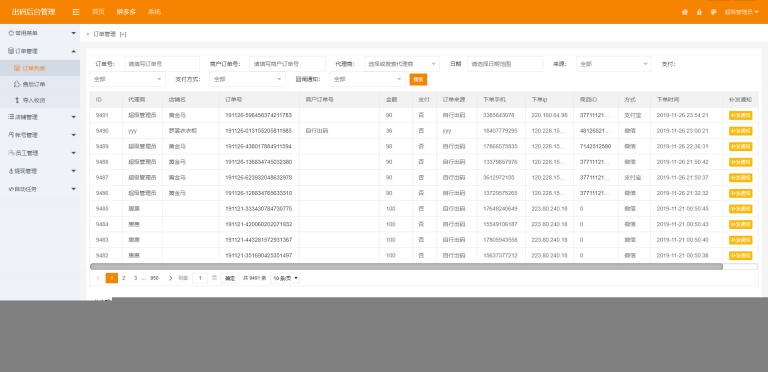 出码后台管理 首页 拼多多 系统 超级管理员
常用菜单 > 订单管理 [+]
订单管理
订单列表
售后订单
导入收货
店铺管理
帐号管理
员工管理
提现管理
自动任务
订单号： 请填写订单号 商户订单号： 请填写商户订单号 代理商： 选择或搜索代理商 日期 请选择日期范围 来源： 全部 支付：
全部 支付方式： 全部 回调通知： 全部 搜索
ID 代理商 店铺名 订单号 商户订单号 金额 支付 订单来源 下单手机 下单ip 商品ID 方式 下单时间 补发通知
9491 超级管理员 黄金马 191126-596458374211783 90 否 自行出码 3385643078 220.160.64.98 37711121... 支付宝 2019-11-26 23:54:21 补发通知
9490 yyy 罗裳衣衣柜 191126-013155205811985 自行出码 36 否 yyy 18407779295 120.228.15... 48126521... 微信 2019-11-26 23:00:21 补发通知
9489 超级管理员 黄金马 191126-438017884911594 98 否 自行出码 17866573835 120.228.15... 7142512580 微信 2019-11-26 22:36:31 补发通知
9488 超级管理员 黄金马 191126-136834745032380 90 否 自行出码 13379857976 120.228.15... 37711121... 微信 2019-11-26 21:50:42 补发通知
9487 超级管理员 黄金马 191126-623932048632978 90 否 自行出码 3612972105 120.228.15... 37711121... 支付宝 2019-11-26 21:50:37 补发通知
9486 超级管理员 黄金马 191126-128834765633310 90 否 自行出码 13729575265 120.228.15... 37711121... 微信 2019-11-26 21:32:32 补发通知
9485 惠惠 191121-333430784730775 100 否 自行出码 17648240649 223.80.240.18 0 微信 2019-11-21 00:50:45 补发通知
9484 惠惠 191121-420060202071932 100 否 自行出码 15549106187 223.80.240.18 0 微信 2019-11-21 00:50:43 补发通知
9483 惠惠 191121-443281572931367 100 否 自行出码 17805943558 223.80.240.18 0 微信 2019-11-21 00:50:40 补发通知
9482 惠惠 191121-351690425351497 100 否 自行出码 15637377212 223.80.240.18 0 微信 2019-11-21 00:50:38 补发通知
1 2 3 ... 950 到第 1 页 确定 共 9491 条 10 条/页